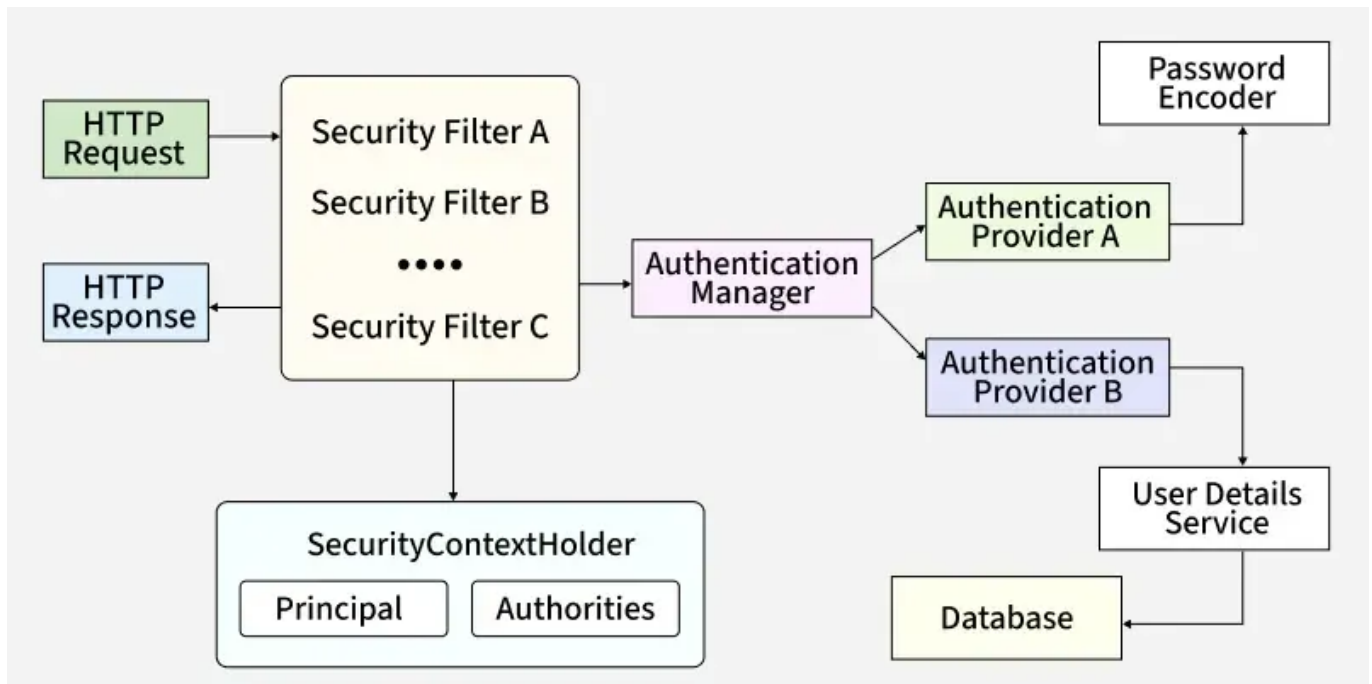 HTTP
Request
HTTP
Response
Security Filter A
Security Filter B
••••
Security Filter C
Authentication
Manager
Authentication
Provider A
Password
Encoder
Authentication
Provider B
User Details
Service
Database
SecurityContextHolder
Principal
Authorities